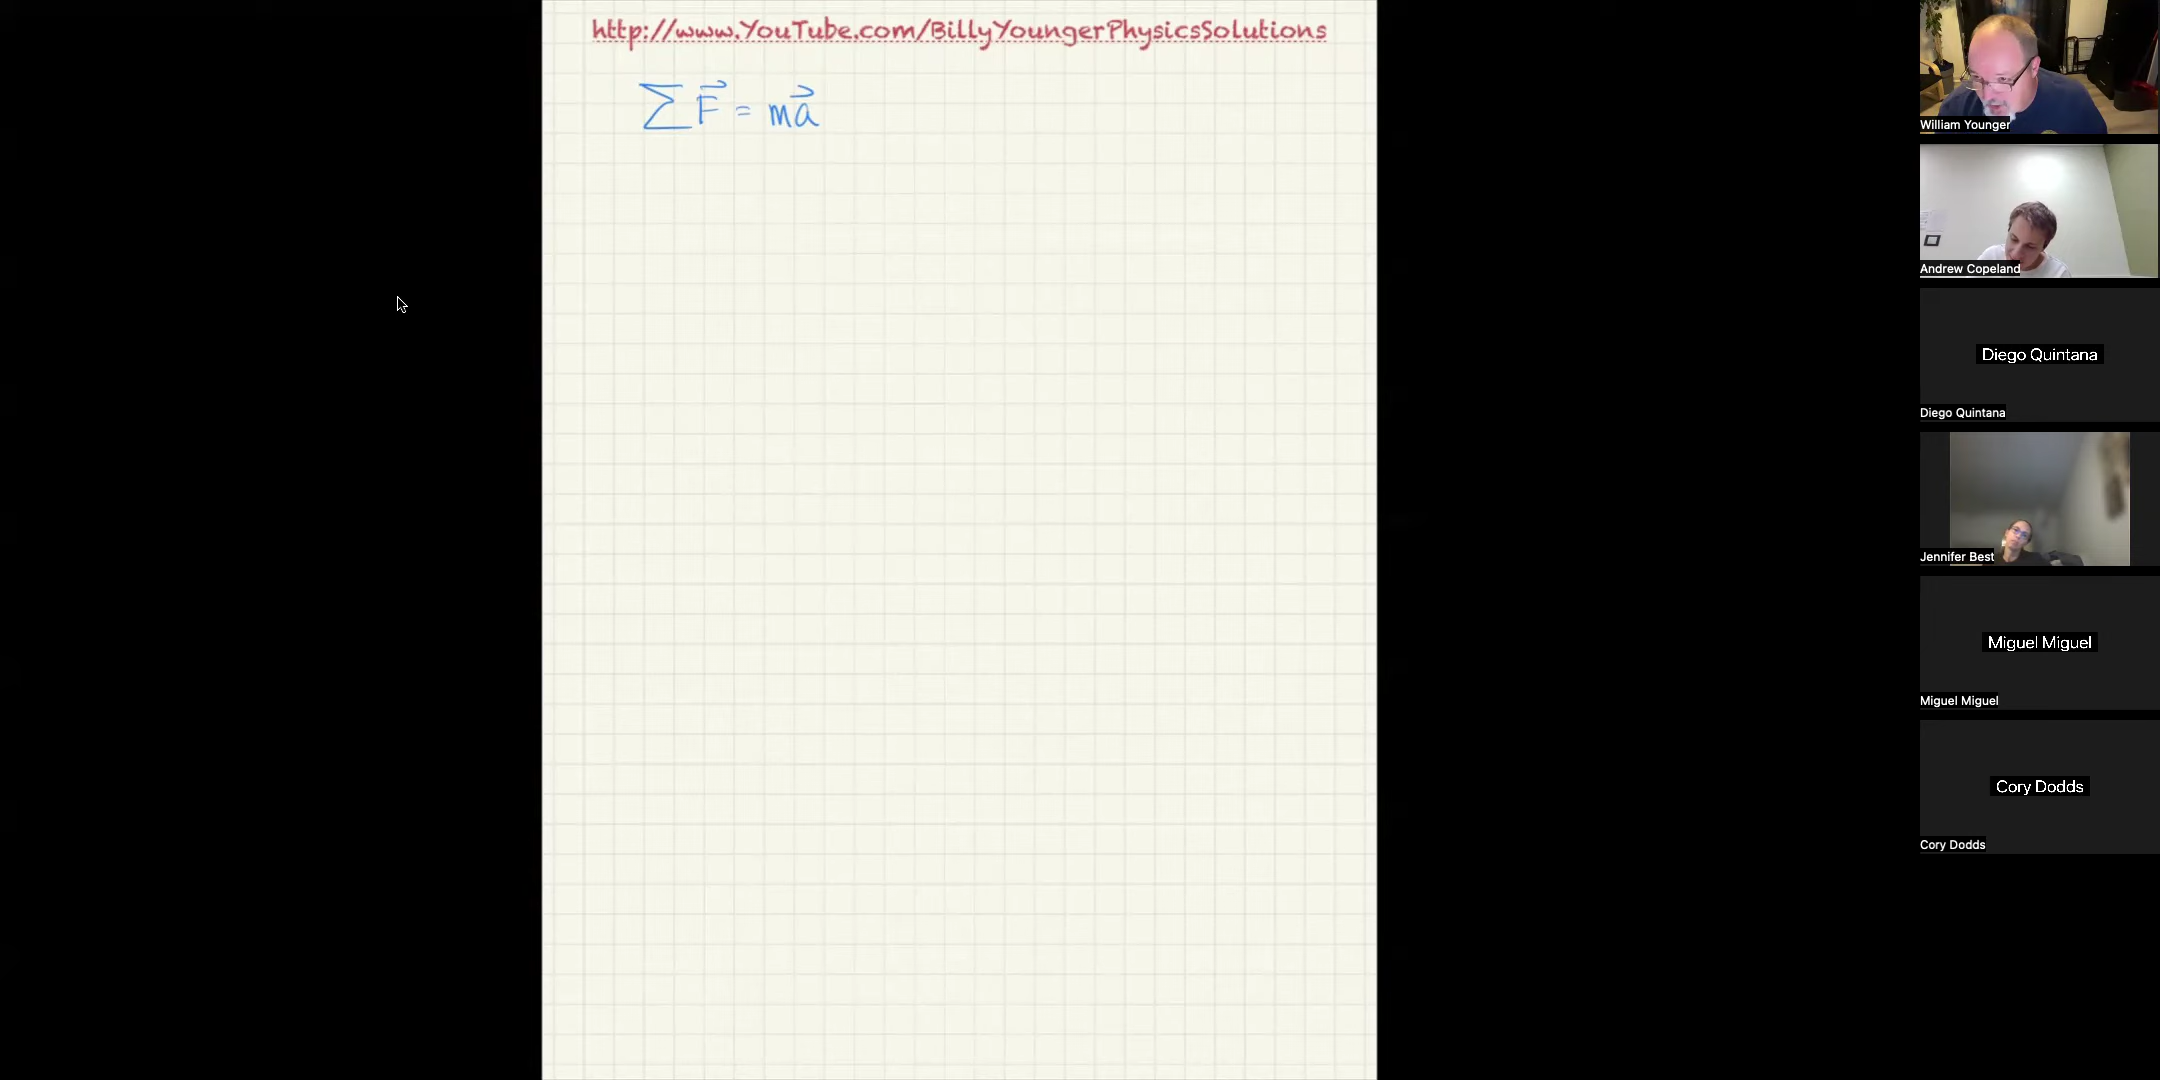 http://www.YouTube.com/BillyYoungerPhysicsSolutions
∑F⃗ = ma⃗
William Younger
Andrew Copeland
Diego Quintana
Diego Quintana
Jennifer Best
Miguel Miguel
Miguel Miguel
Cory Dodds
Cory Dodds